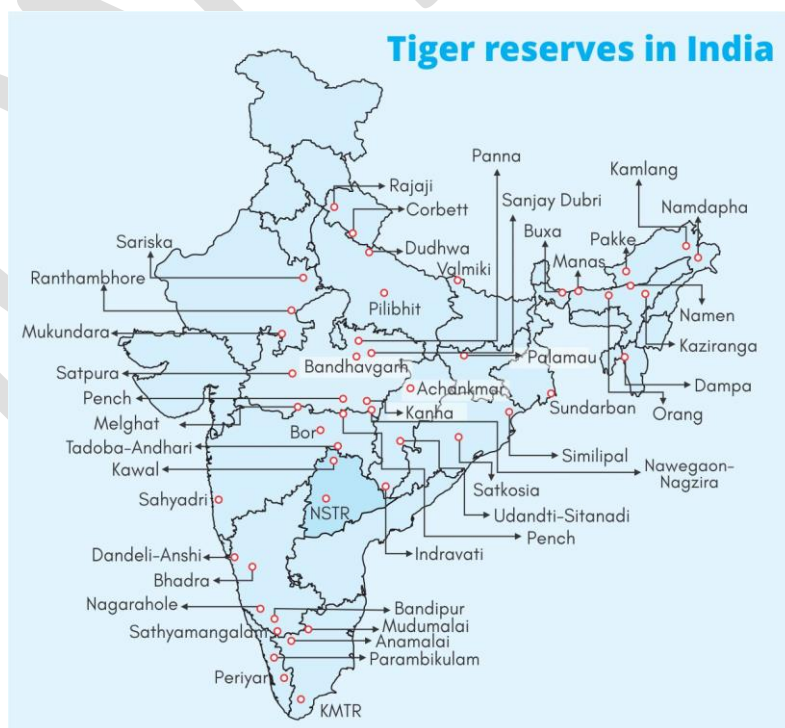 Tiger reserves in India
Panna
Kamlang
Rajaji
Sanjay Dubri
Namdapha
Corbett
Buxa
Pakke
Sariska
Dudhwa
Manas
Ranthambhore
Valmiki
Pilibhit
Namen
Mukundara
Kaziranga
Bandhavgarh
Palamau
Satpura
Achankmar
Dampa
Pench
Kanha
Sundarban
Orang
Melghat
Bor
Tadoba-Andhari
Similipal
Nawegaon-
Nagzira
Kawal
Satkosia
Sahyadri
NSTR
Udandti-Sitanadi
Pench
Indravati
Dandeli-Anshi
Bhadra
Nagarahole
Bandipur
Sathyamangalam
Mudumalai
Anamalai
Parambikulam
Periyar
KMTR